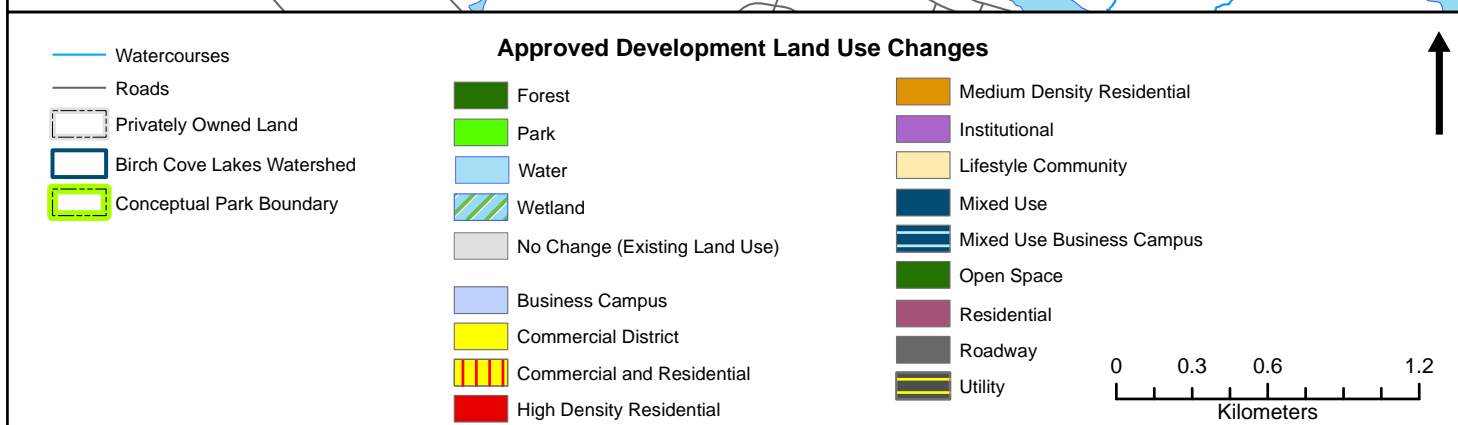 Approved Development Land Use Changes
Watercourses
Roads
Privately Owned Land
Birch Cove Lakes Watershed
Conceptual Park Boundary
Forest
Park
Water
Wetland
No Change (Existing Land Use)
Business Campus
Commercial District
Commercial and Residential
High Density Residential
Medium Density Residential
Institutional
Lifestyle Community
Mixed Use
Mixed Use Business Campus
Open Space
Residential
Roadway
Utility
0 0.3 0.6 1.2
Kilometers